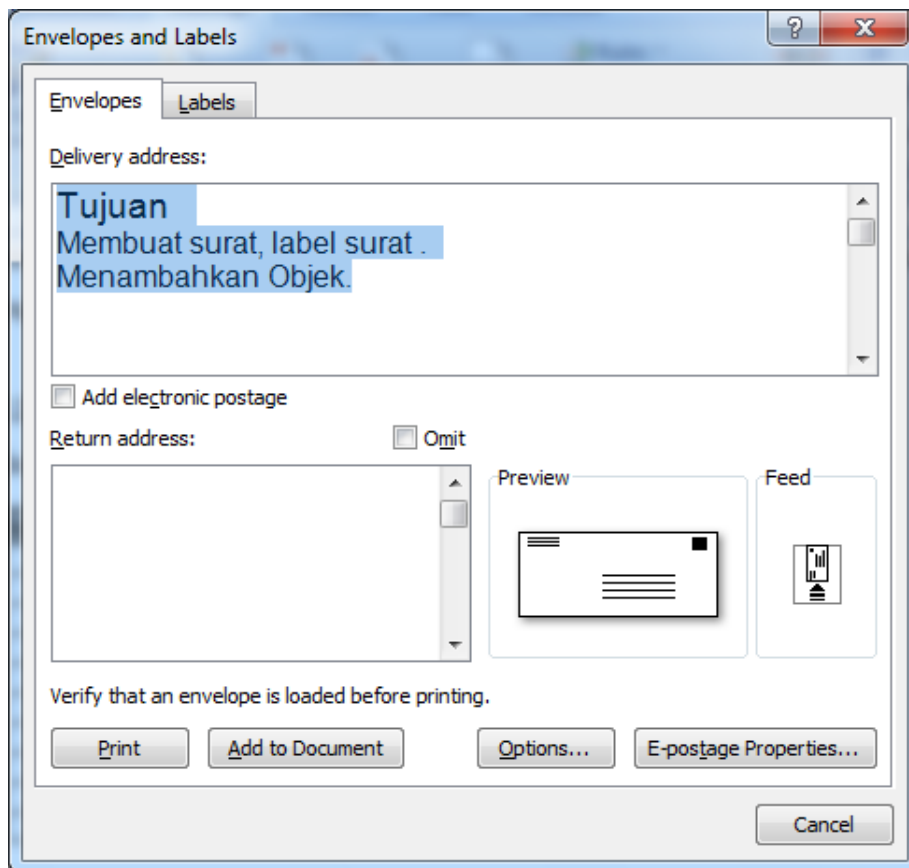 Envelopes and Labels
Envelopes Labels
Delivery address:
Tujuan
Membuat surat, label surat .
Menambahkan Objek.
Add electronic postage
Return address: Omit
Preview Feed
Verify that an envelope is loaded before printing.
Print Add to Document Options... E-postage Properties...
Cancel